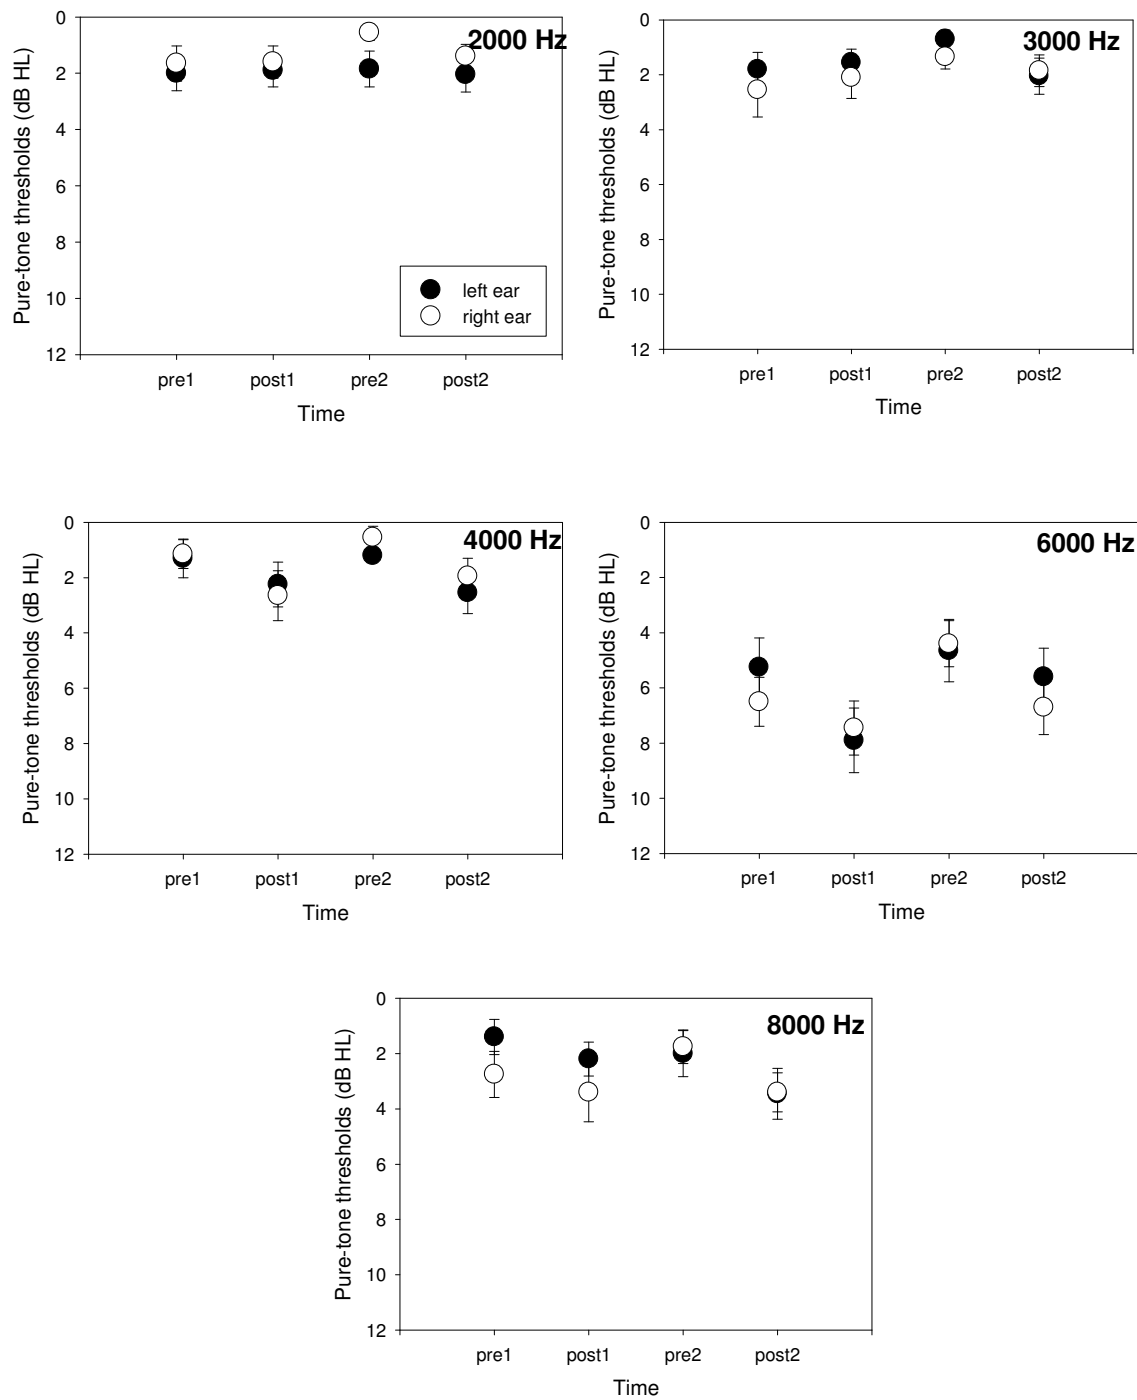 2000 Hz
Pure-tone thresholds (dB HL)
0
2
4
6
8
10
12
left ear
right ear
pre1 post1 pre2 post2
Time
3000 Hz
Pure-tone thresholds (dB HL)
0
2
4
6
8
10
12
pre1 post1 pre2 post2
Time
4000 Hz
Pure-tone thresholds (dB HL)
0
2
4
6
8
10
12
pre1 post1 pre2 post2
Time
6000 Hz
Pure-tone thresholds (dB HL)
0
2
4
6
8
10
12
pre1 post1 pre2 post2
Time
8000 Hz
Pure-tone thresholds (dB HL)
0
2
4
6
8
10
12
pre1 post1 pre2 post2
Time